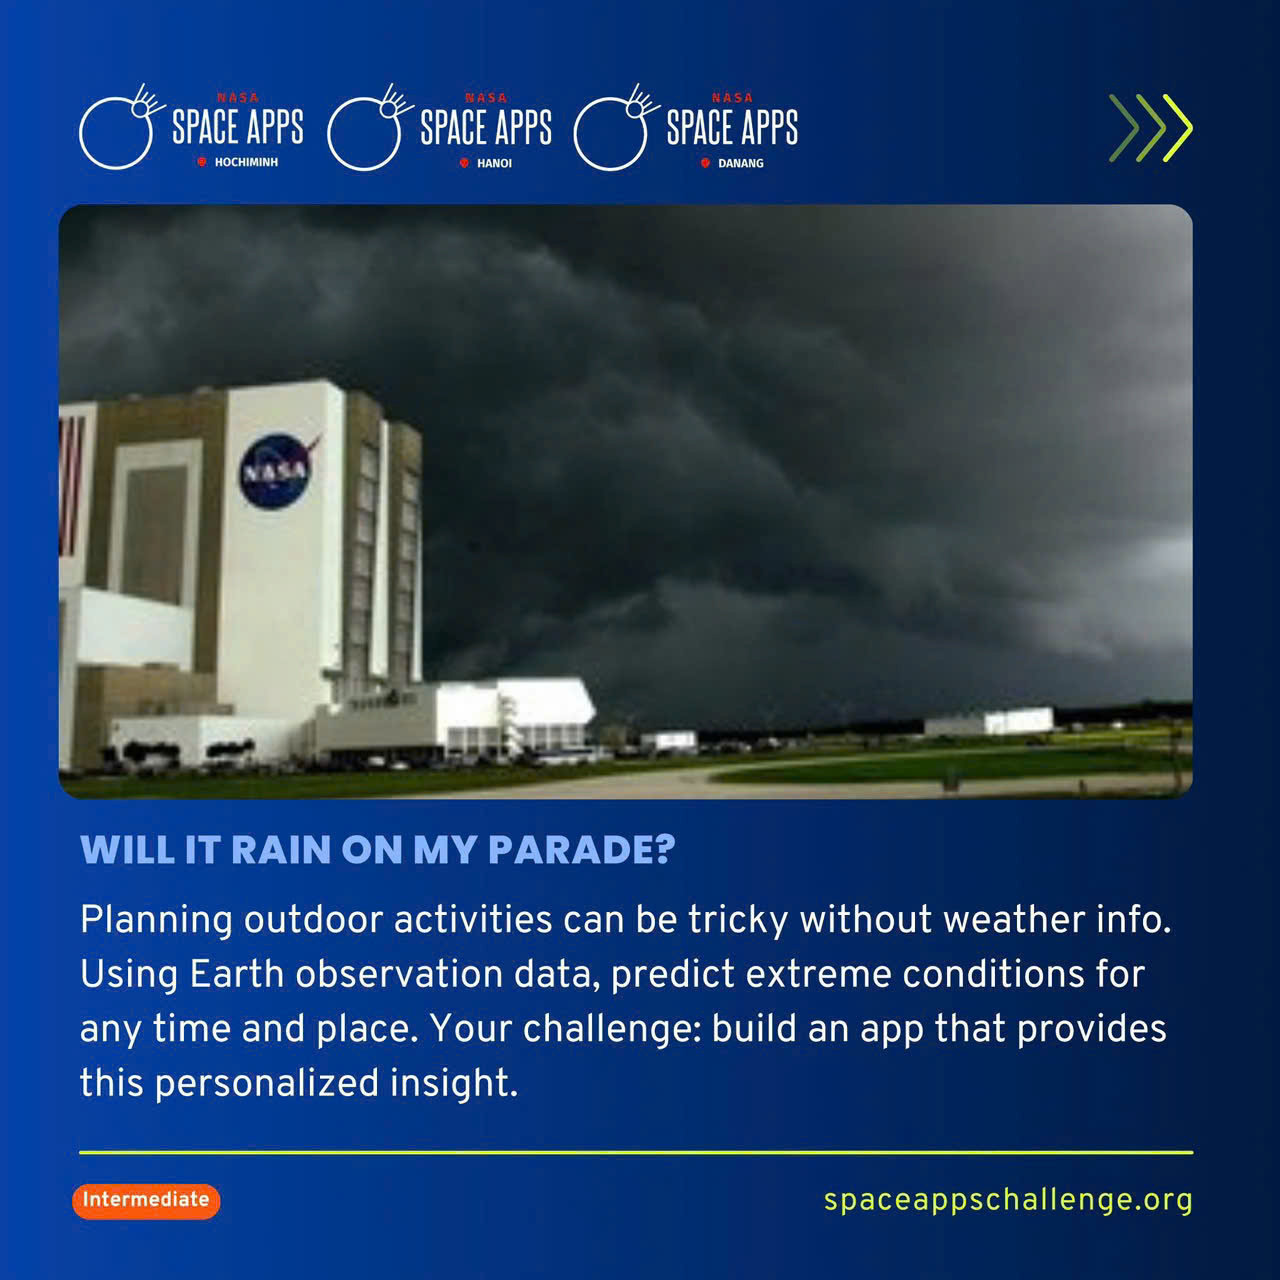 NASA
SPACE APPS
HOCHIMINH
NASA
SPACE APPS
HANOI
NASA
SPACE APPS
DANANG
NASA
WILL IT RAIN ON MY PARADE?
Planning outdoor activities can be tricky without weather info.
Using Earth observation data, predict extreme conditions for
any time and place. Your challenge: build an app that provides
this personalized insight.
Intermediate
spaceappschallenge.org